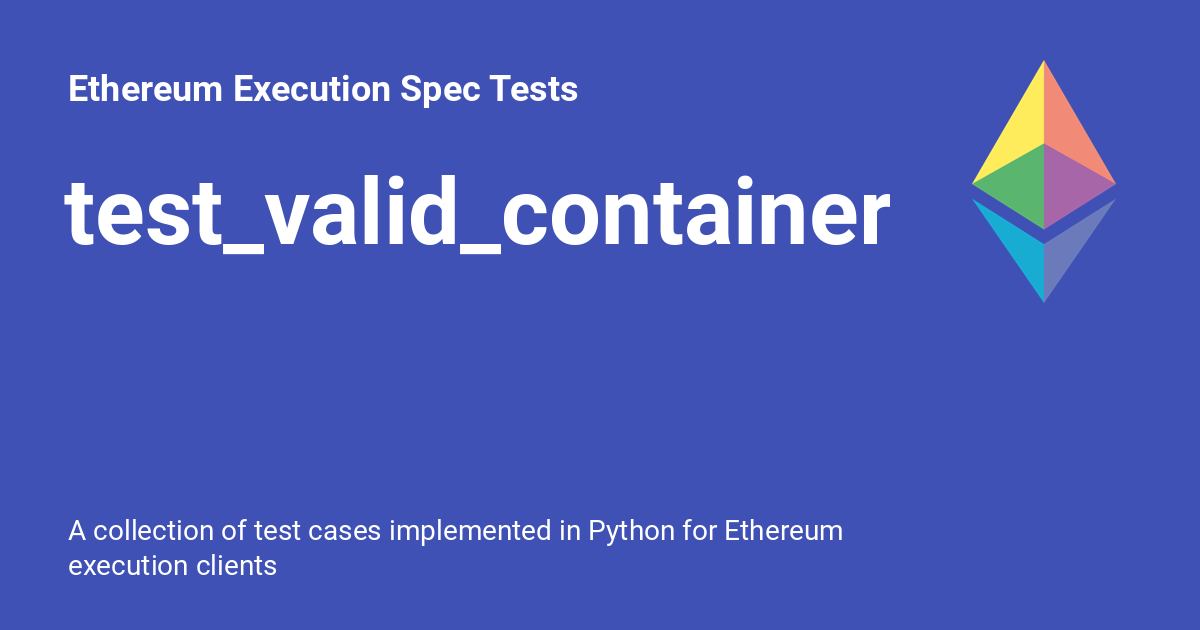 Ethereum Execution Spec Tests
test_valid_container
A collection of test cases implemented in Python for Ethereum
execution clients